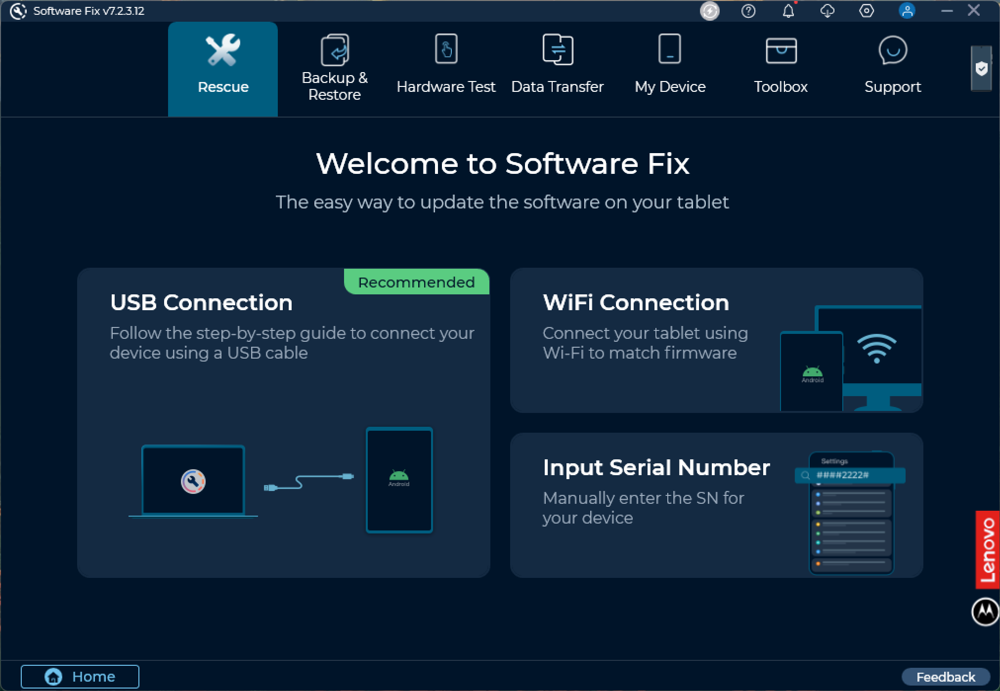 Software Fix v7.2.3.12
Rescue
Backup &
Restore
Hardware Test
Data Transfer
My Device
Toolbox
Support
Welcome to Software Fix
The easy way to update the software on your tablet
Recommended
USB Connection
Follow the step-by-step guide to connect your
device using a USB cable
Android
WiFi Connection
Connect your tablet using
Wi-Fi to match firmware
Android
Input Serial Number
Manually enter the SN for
your device
Settings
####2222#
Lenovo
Home
Feedback